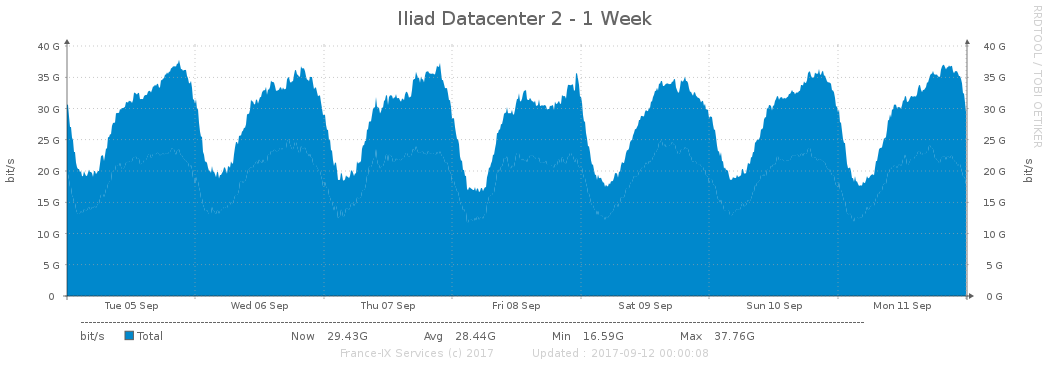 Iliad Datacenter 2 - 1 Week
RRDTOOL / TOBI OETIKER
40 G 40 G
35 G 35 G
30 G 30 G
25 G 25 G
20 G 20 G
15 G 15 G
10 G 10 G
5 G 5 G
0 0 G
bit/s
bit/s
Tue 05 Sep Wed 06 Sep Thu 07 Sep Fri 08 Sep Sat 09 Sep Sun 10 Sep Mon 11 Sep
bit/s Total Now 29.43G Avg 28.44G Min 16.59G Max 37.76G
France-IX Services (c) 2017 Updated : 2017-09-12 00:00:08